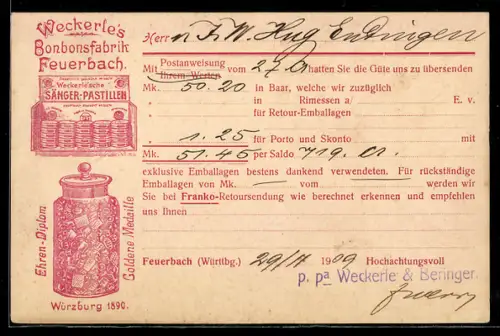 Weckerle's
Bonbonsfabrik
Feuerbach.
Weckerle'sche
SÄNGER-PASTILLEN
Ehren-Diplom
Goldene Medaille
Würzburg 1890.
Herrn F. W. Hug Endingen
Mit Postanweisung
Ihrem Werten vom hatten Sie die Güte uns zu übersenden
Mk. 50.20 in Baar, welche wir zuzüglich
in Rimessen a/ E. v.
für Retour-Emballagen
1.25 für Porto und Skonto mit
Mk. 51.45 per Saldo
exklusive Emballagen bestens dankend verwendeten. Für rückständige
Emballagen von Mk. — vom — werden wir
Sie bei Franko-Retoursendung wie berechnet erkennen und empfehlen
uns Ihnen
Feuerbach (Württbg.) 1909 Hochachtungsvoll
p. pa Weckerle & Beringer.